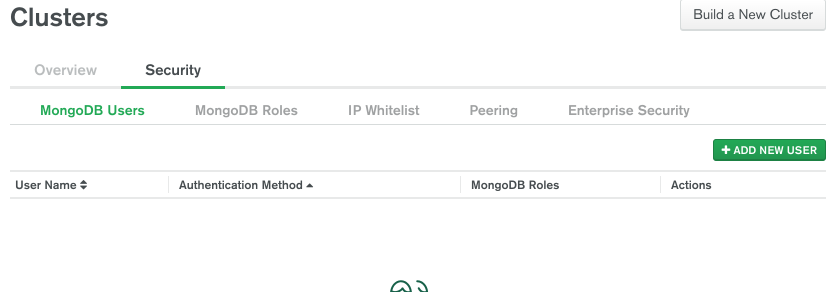 Clusters
Build a New Cluster
Overview Security
MongoDB Users MongoDB Roles IP Whitelist Peering Enterprise Security
+ ADD NEW USER
User Name Authentication Method MongoDB Roles Actions